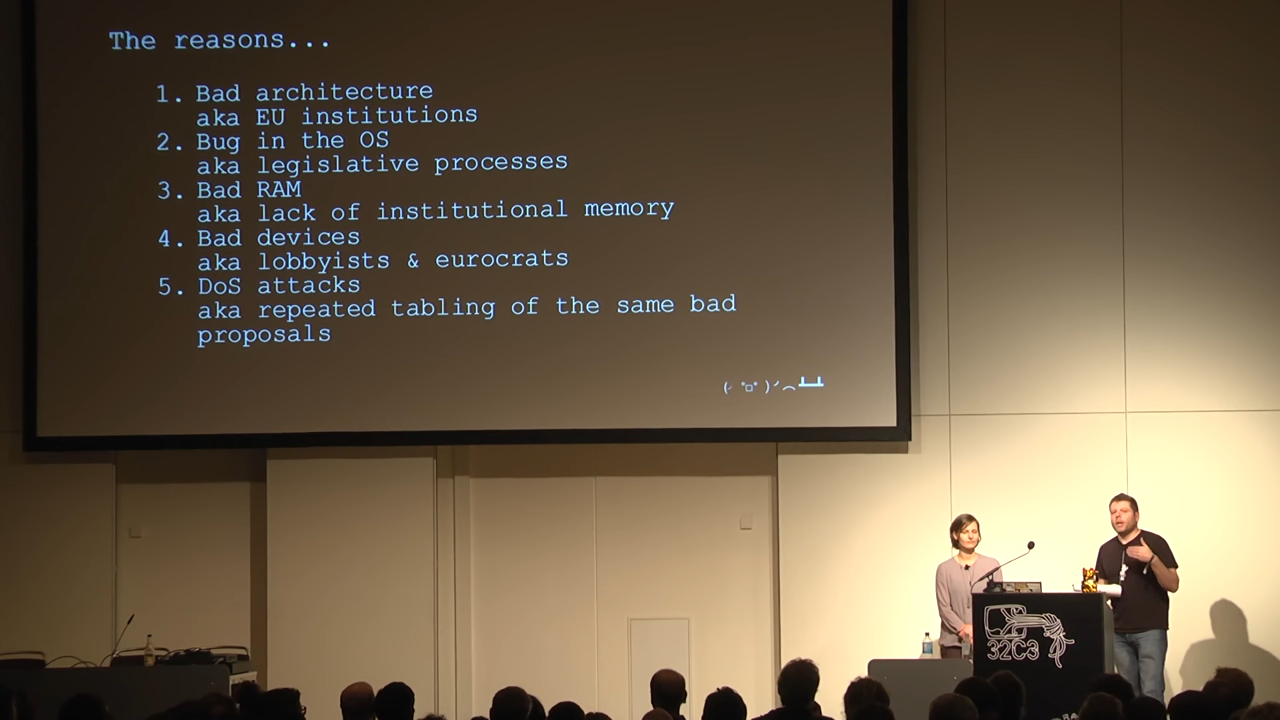 The reasons...
1. Bad architecture
aka EU institutions
2. Bug in the OS
aka legislative processes
3. Bad RAM
aka lack of institutional memory
4. Bad devices
aka lobbyists & eurocrats
5. DoS attacks
aka repeated tabling of the same bad
proposals
32C3